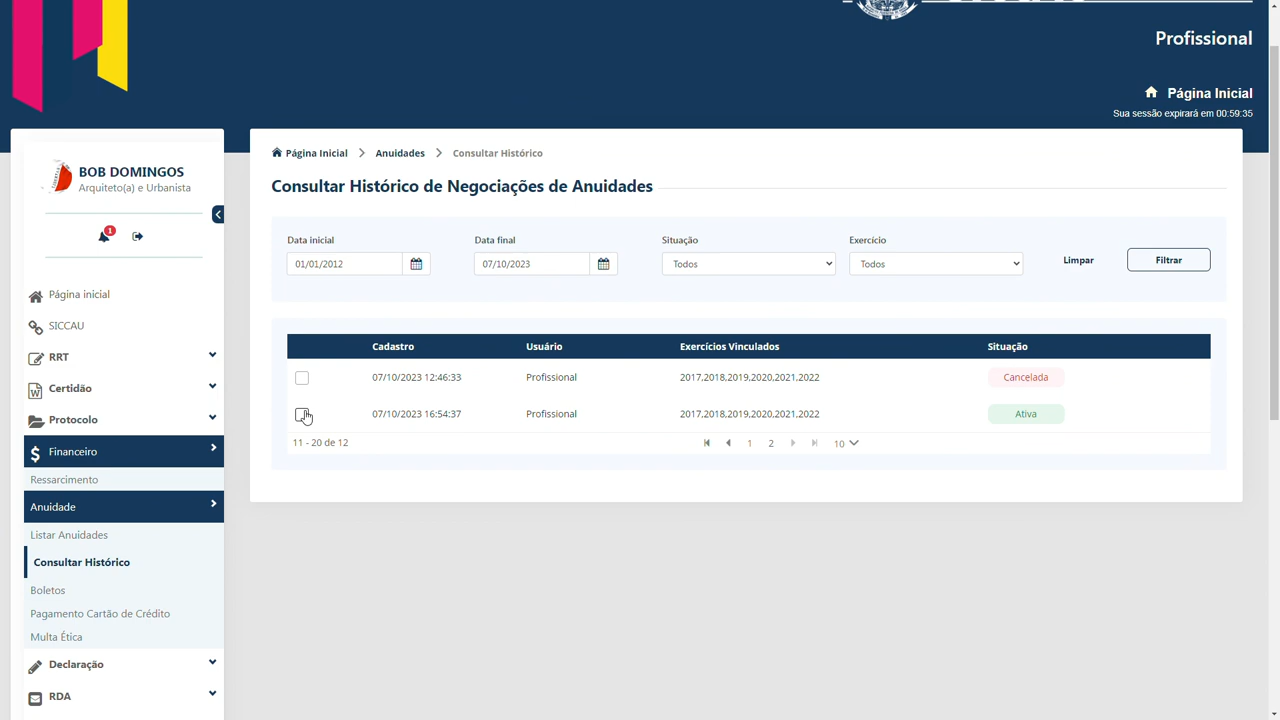 Profissional
Página Inicial
Sua sessão expirará em 00:59:35
BOB DOMINGOS
Arquiteto(a) e Urbanista
1
Página inicial
SICCAU
RRT
Certidão
Protocolo
Financeiro
Ressarcimento
Anuidade
Listar Anuidades
Consultar Histórico
Boletos
Pagamento Cartão de Crédito
Multa Ética
Declaração
RDA
Página Inicial > Anuidades > Consultar Histórico
Consultar Histórico de Negociações de Anuidades
Data inicial Data final Situação Exercício
01/01/2012 07/10/2023 Todos Todos Limpar Filtrar
Cadastro Usuário Exercícios Vinculados Situação
07/10/2023 12:46:33 Profissional 2017,2018,2019,2020,2021,2022 Cancelada
07/10/2023 16:54:37 Profissional 2017,2018,2019,2020,2021,2022 Ativa
11 - 20 de 12 1 2 10